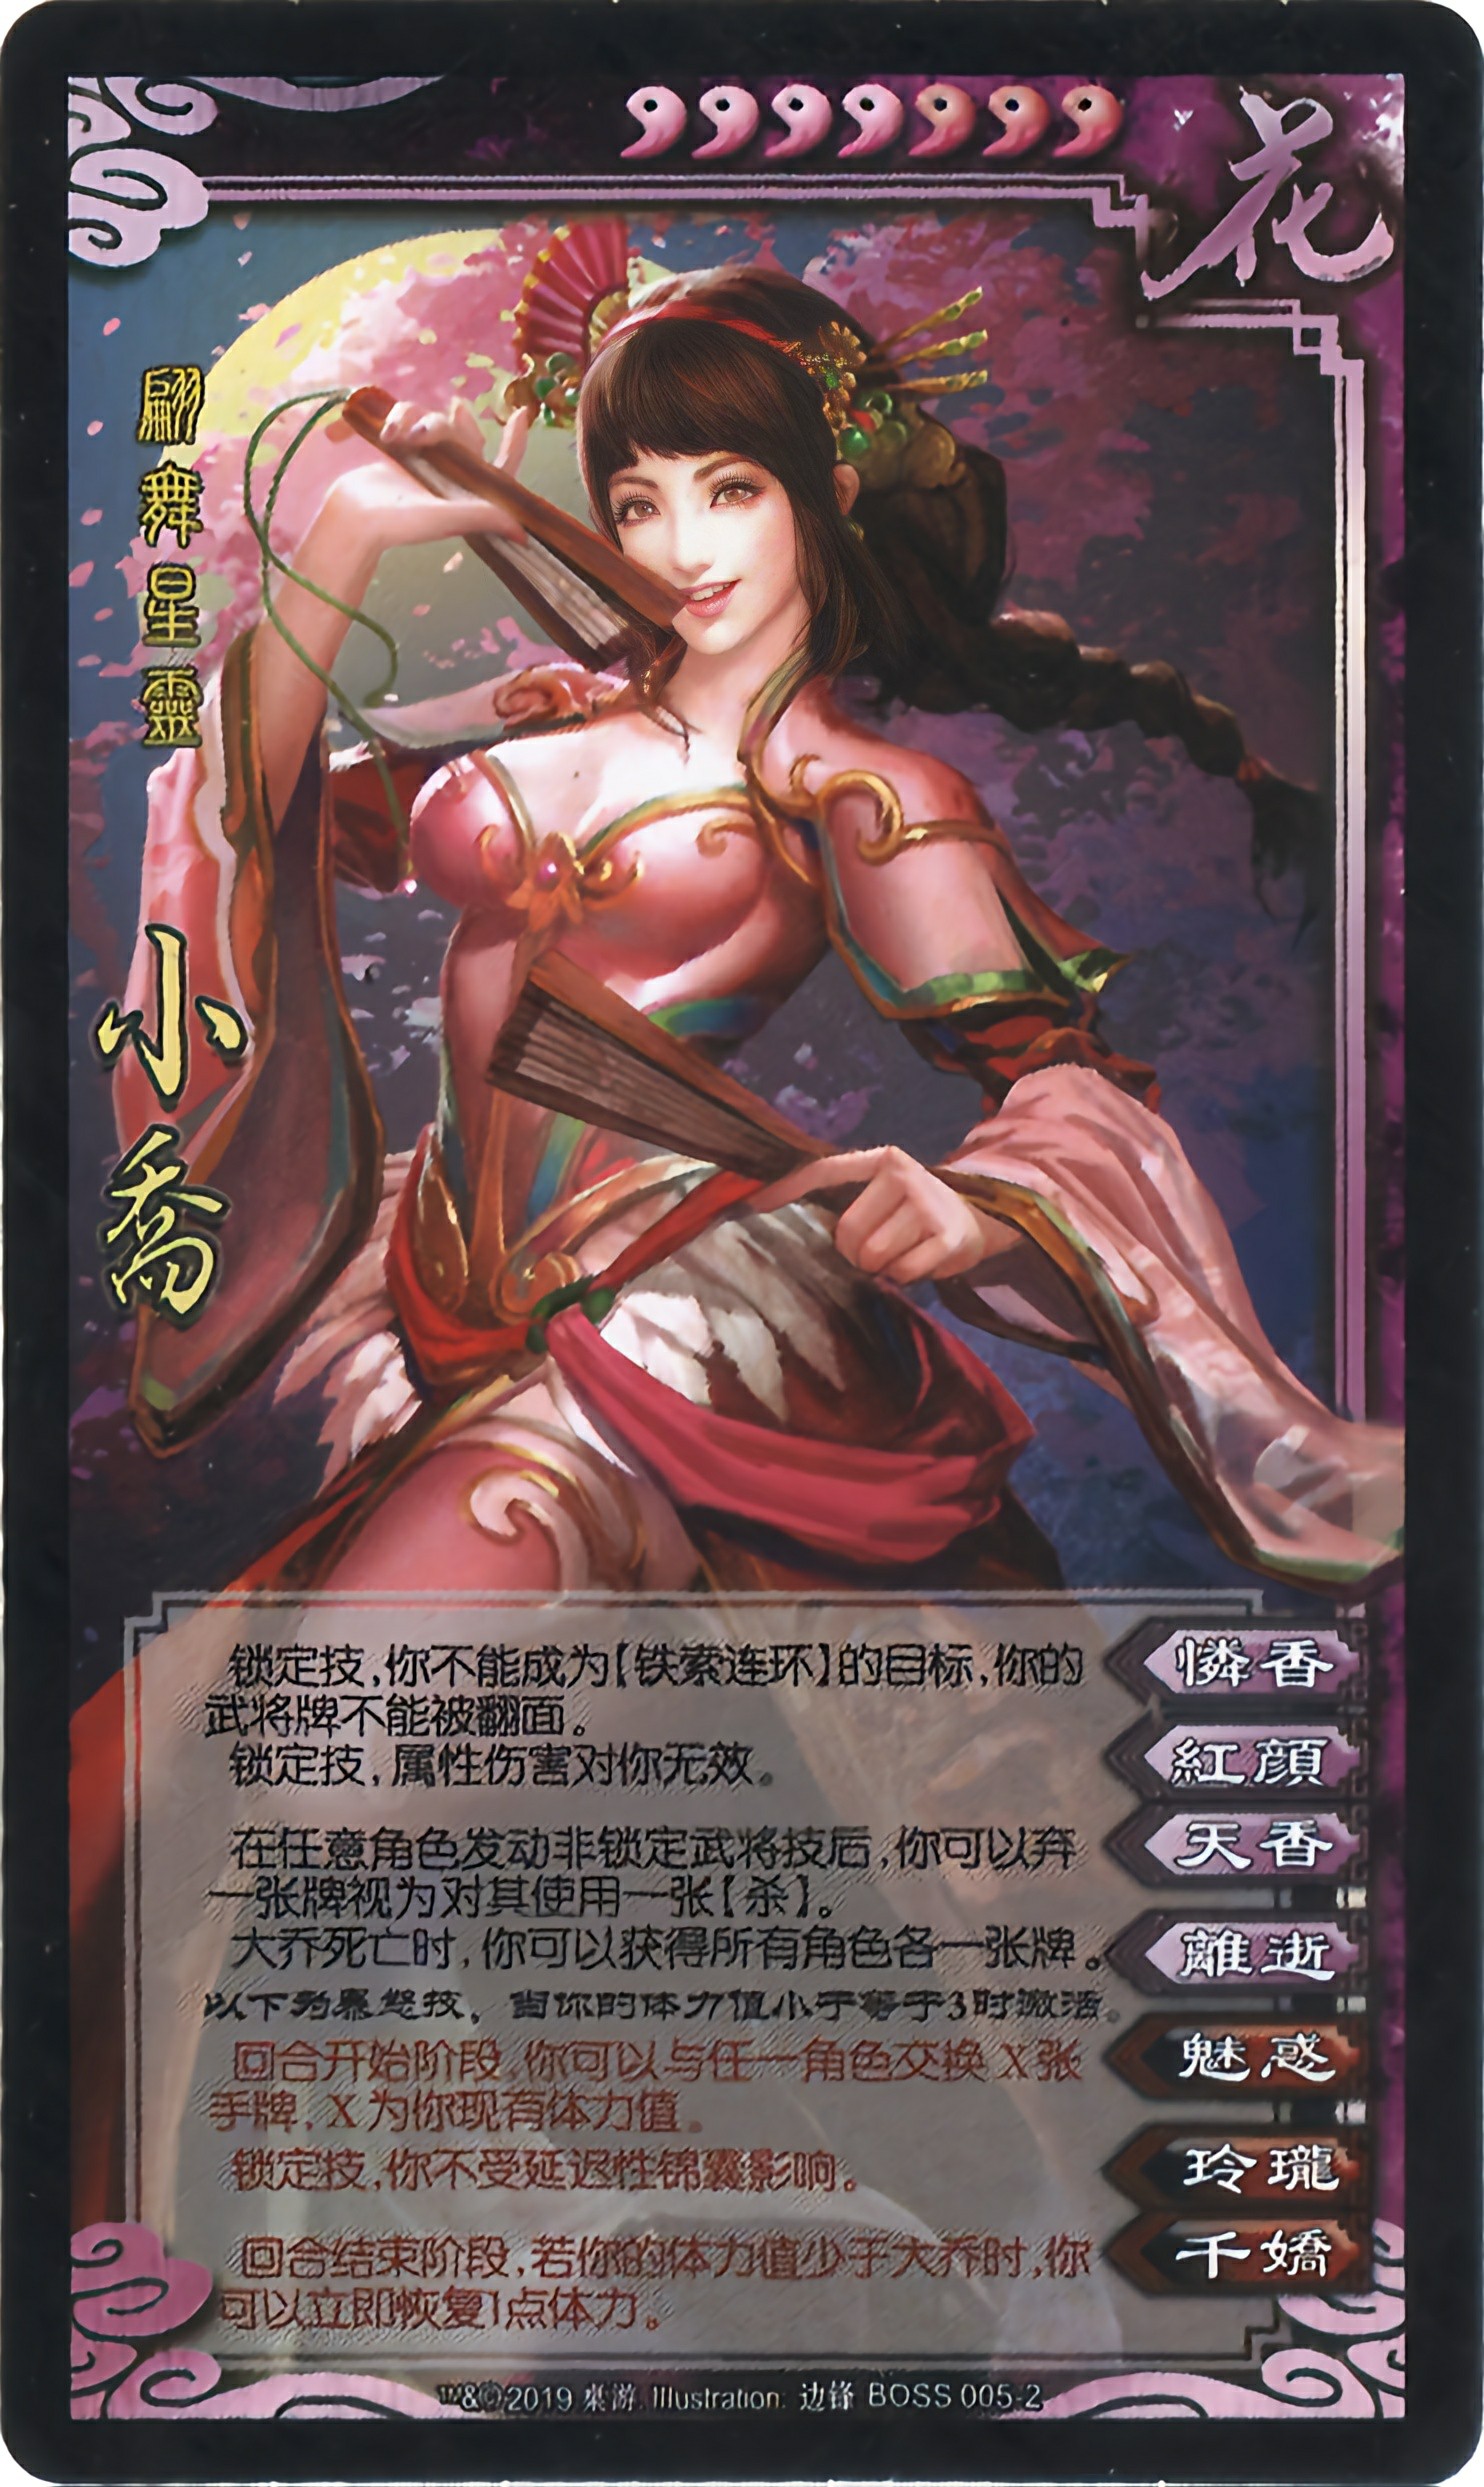 花
翩舞星靈
小喬
憐香
锁定技,你不能成为【铁索连环】的目标,你的
武将牌不能被翻面。
紅顔
锁定技,属性伤害对你无效。
天香
在任意角色发动非锁定武将技后,你可以弃
一张牌视为对其使用一张【杀】。
離逝
大乔死亡时,你可以获得所有角色各一张牌。
以下为暴怒技,当你的体力值小于等于3时激活。
魅惑
回合开始阶段,你可以与任一角色交换X张
手牌,X为你现有体力值。
玲瓏
锁定技,你不受延迟性锦囊影响。
千嬌
回合结束阶段,若你的体力值少于大乔时,你
可以立即恢复1点体力。
™&©2019 桌游. Illustration: 边锋 BOSS 005-2